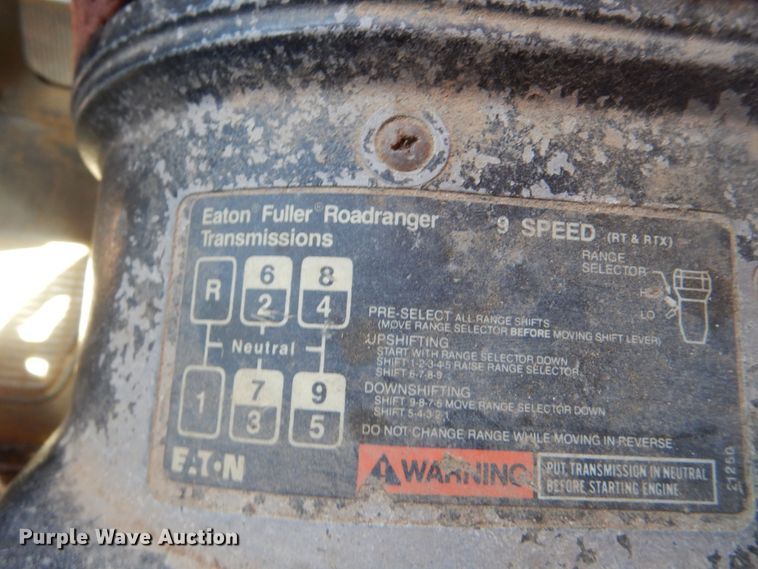 Eaton Fuller® Roadranger 9 SPEED (RT & RTX)
Transmissions
RANGE
SELECTOR
HI
LO
R 6 8
2 4
Neutral
1 7 9
3 5
PRE-SELECT ALL RANGE SHIFTS
(MOVE RANGE SELECTOR BEFORE MOVING SHIFT LEVER)
UPSHIFTING
START WITH RANGE SELECTOR DOWN
SHIFT 1-2-3-4-5 RAISE RANGE SELECTOR
SHIFT 6-7-8-9
DOWNSHIFTING
SHIFT 9-8-7-6 MOVE RANGE SELECTOR DOWN
SHIFT 5-4-3-2-1
DO NOT CHANGE RANGE WHILE MOVING IN REVERSE
EATON
WARNING
PUT TRANSMISSION IN NEUTRAL
BEFORE STARTING ENGINE
21250
Purple Wave Auction